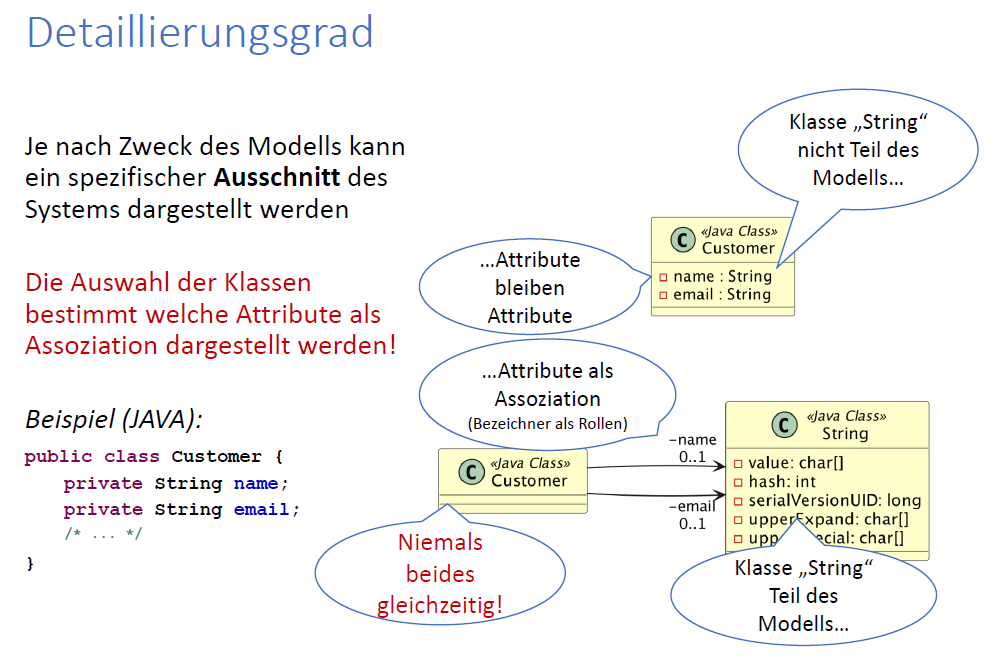 Detaillierungsgrad
Je nach Zweck des Modells kann
ein spezifischer Ausschnitt des
Systems dargestellt werden
Die Auswahl der Klassen
bestimmt welche Attribute als
Assoziation dargestellt werden!
Beispiel (JAVA):
public class Customer {
private String name;
private String email;
/* ... */
}
Klasse „String“
nicht Teil des
Modells…
C «Java Class»
Customer
name : String
email : String
…Attribute
bleiben
Attribute
…Attribute als
Assoziation
(Bezeichner als Rollen)
C «Java Class»
Customer
-name
0..1
-email
0..1
C «Java Class»
String
value: char[]
hash: int
serialVersionUID: long
upperExpand: char[]
char[]
Niemals
beides
gleichzeitig!
Klasse „String“
Teil des
Modells…